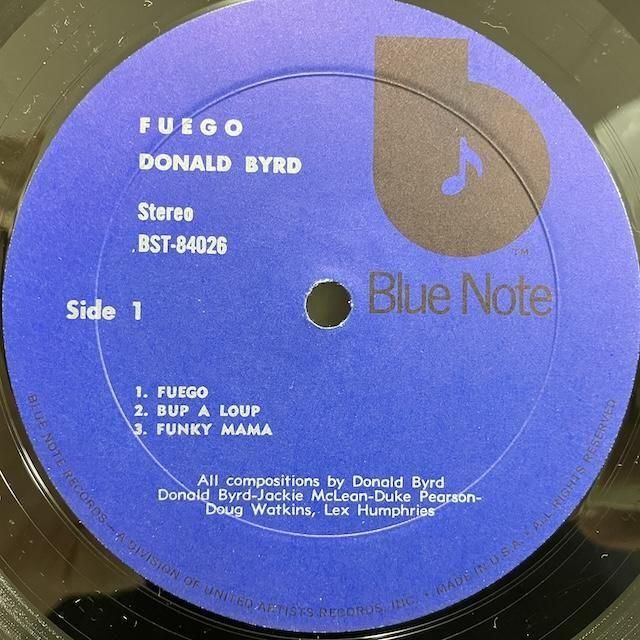 FUEGO
DONALD BYRD
Stereo
BST-84026
Side 1
TM
Blue Note
1. FUEGO
2. BUP A LOUP
3. FUNKY MAMA
All compositions by Donald Byrd
Donald Byrd-Jackie McLean-Duke Pearson-
Doug Watkins, Lex Humphries
BLUE NOTE RECORDS — A DIVISION OF UNITED ARTISTS RECORDS, INC. • MADE IN U.S.A. • ALL RIGHTS RESERVED